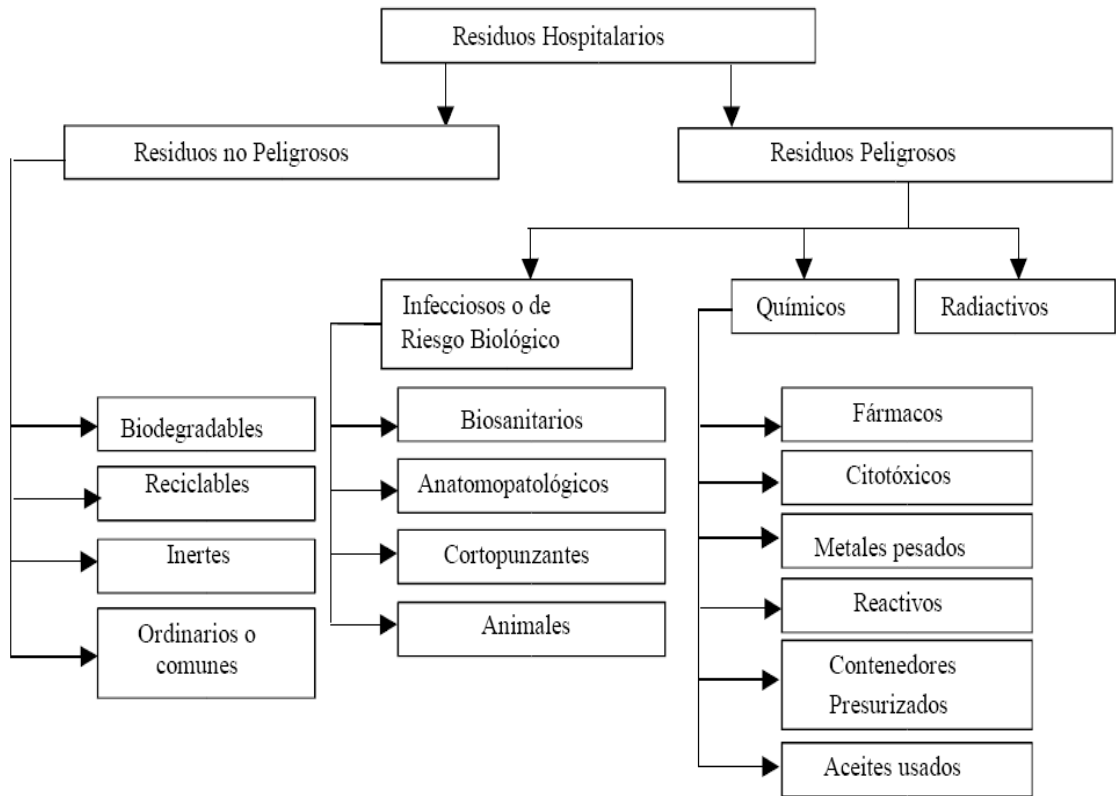 Residuos Hospitalarios
Residuos no Peligrosos
Residuos Peligrosos
Infecciosos o de
Riesgo Biológico
Químicos
Radiactivos
Biodegradables
Reciclables
Inertes
Ordinarios o
comunes
Biosanitarios
Anatomopatológicos
Cortopunzantes
Animales
Fármacos
Citotóxicos
Metales pesados
Reactivos
Contenedores
Presurizados
Aceites usados